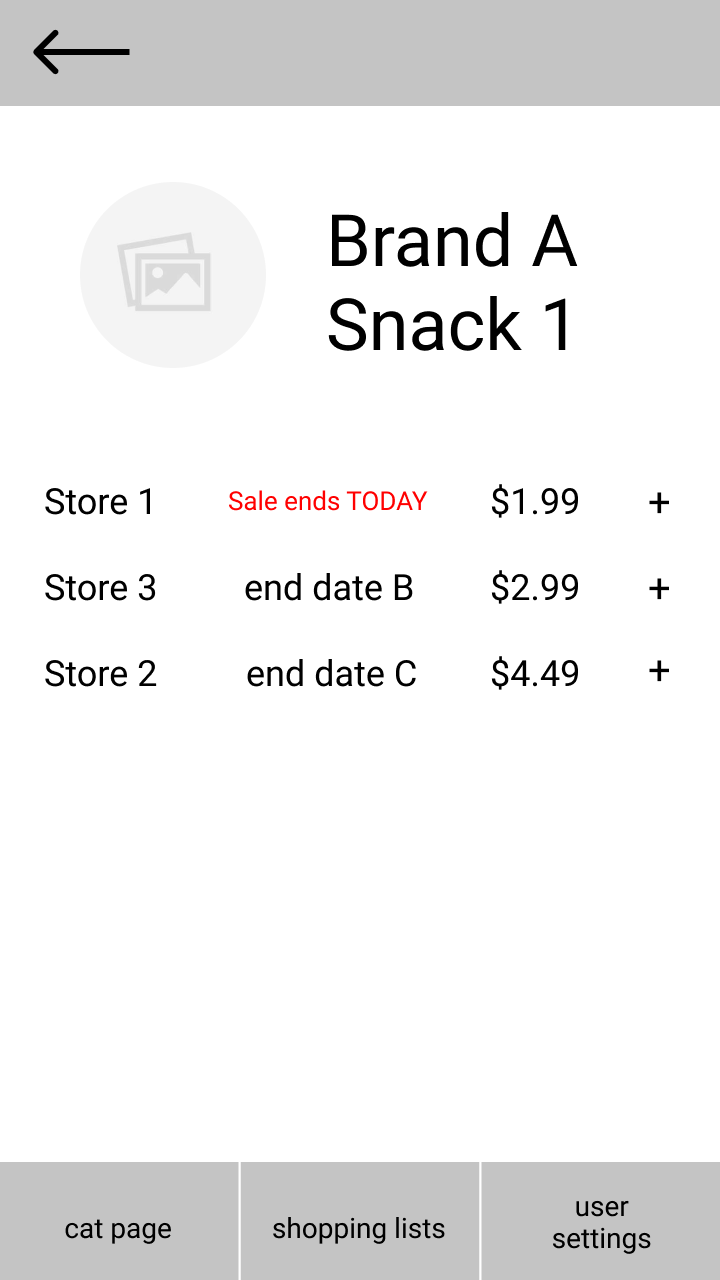 Brand A
Snack 1
Store 1 Sale ends TODAY $1.99 +
Store 3 end date B $2.99 +
Store 2 end date C $4.49 +
cat page
shopping lists
user
settings